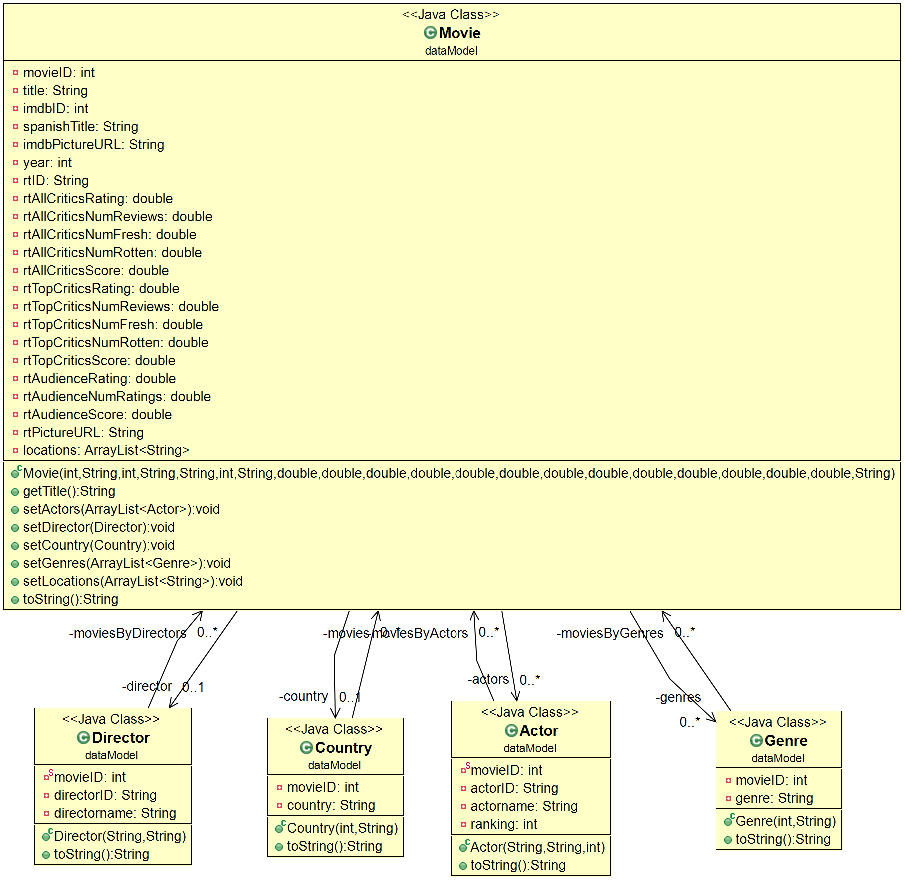 <<Java Class>>
Movie
dataModel
movieID: int
title: String
imdbID: int
spanishTitle: String
imdbPictureURL: String
year: int
rtID: String
rtAllCriticsRating: double
rtAllCriticsNumReviews: double
rtAllCriticsNumFresh: double
rtAllCriticsNumRotten: double
rtAllCriticsScore: double
rtTopCriticsRating: double
rtTopCriticsNumReviews: double
rtTopCriticsNumFresh: double
rtTopCriticsNumRotten: double
rtTopCriticsScore: double
rtAudienceRating: double
rtAudienceNumRatings: double
rtAudienceScore: double
rtPictureURL: String
locations: ArrayList<String>
Movie(int,String,int,String,String,int,String,double,double,double,double,double,double,double,double,double,double,double,double,double,String)
getTitle():String
setActors(ArrayList<Actor>):void
setDirector(Director):void
setCountry(Country):void
setGenres(ArrayList<Genre>):void
setLocations(ArrayList<String>):void
toString():String
-moviesByDirectors 0..*
-movies
-moviesByActors 0..*
-moviesByGenres 0..*
-director 0..1
-country 0..1
-actors 0..*
-genres
0..*
<<Java Class>>
Director
dataModel
movieID: int
directorID: String
directorname: String
Director(String,String)
toString():String
<<Java Class>>
Country
dataModel
movieID: int
country: String
Country(int,String)
toString():String
<<Java Class>>
Actor
dataModel
movieID: int
actorID: String
actorname: String
ranking: int
Actor(String,String,int)
toString():String
<<Java Class>>
Genre
dataModel
movieID: int
genre: String
Genre(int,String)
toString():String